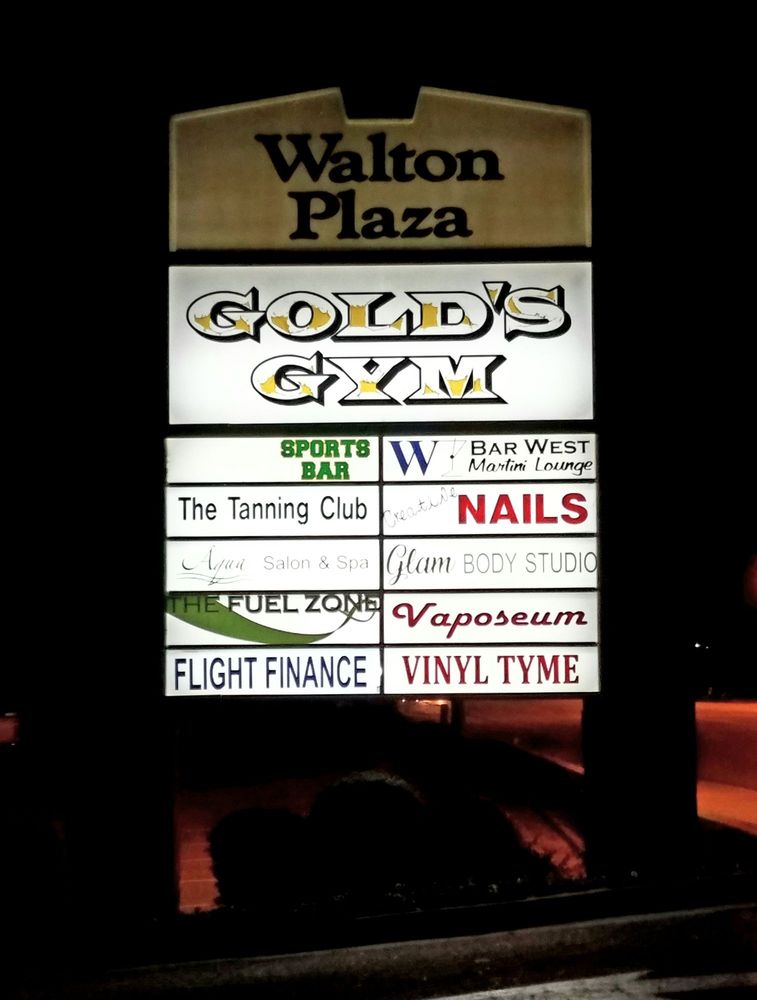 Walton
Plaza
GOLD'S
GYM
SPORTS
BAR
W BAR WEST
Martini Lounge
The Tanning Club
Creative NAILS
Aqua Salon & Spa
Glam BODY STUDIO
THE FUEL ZONE
Vaposeum
FLIGHT FINANCE
VINYL TYME